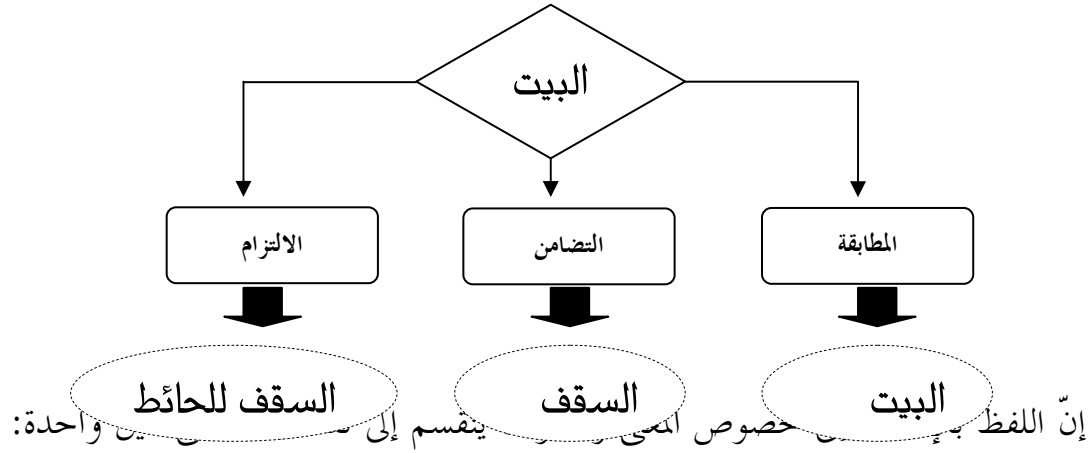 البيت
المطابقة
التضامن
الالتزام
البيت
السقف
السقف للحائط
إنّ اللفظ خصوص ينقسم إلى واحدة: